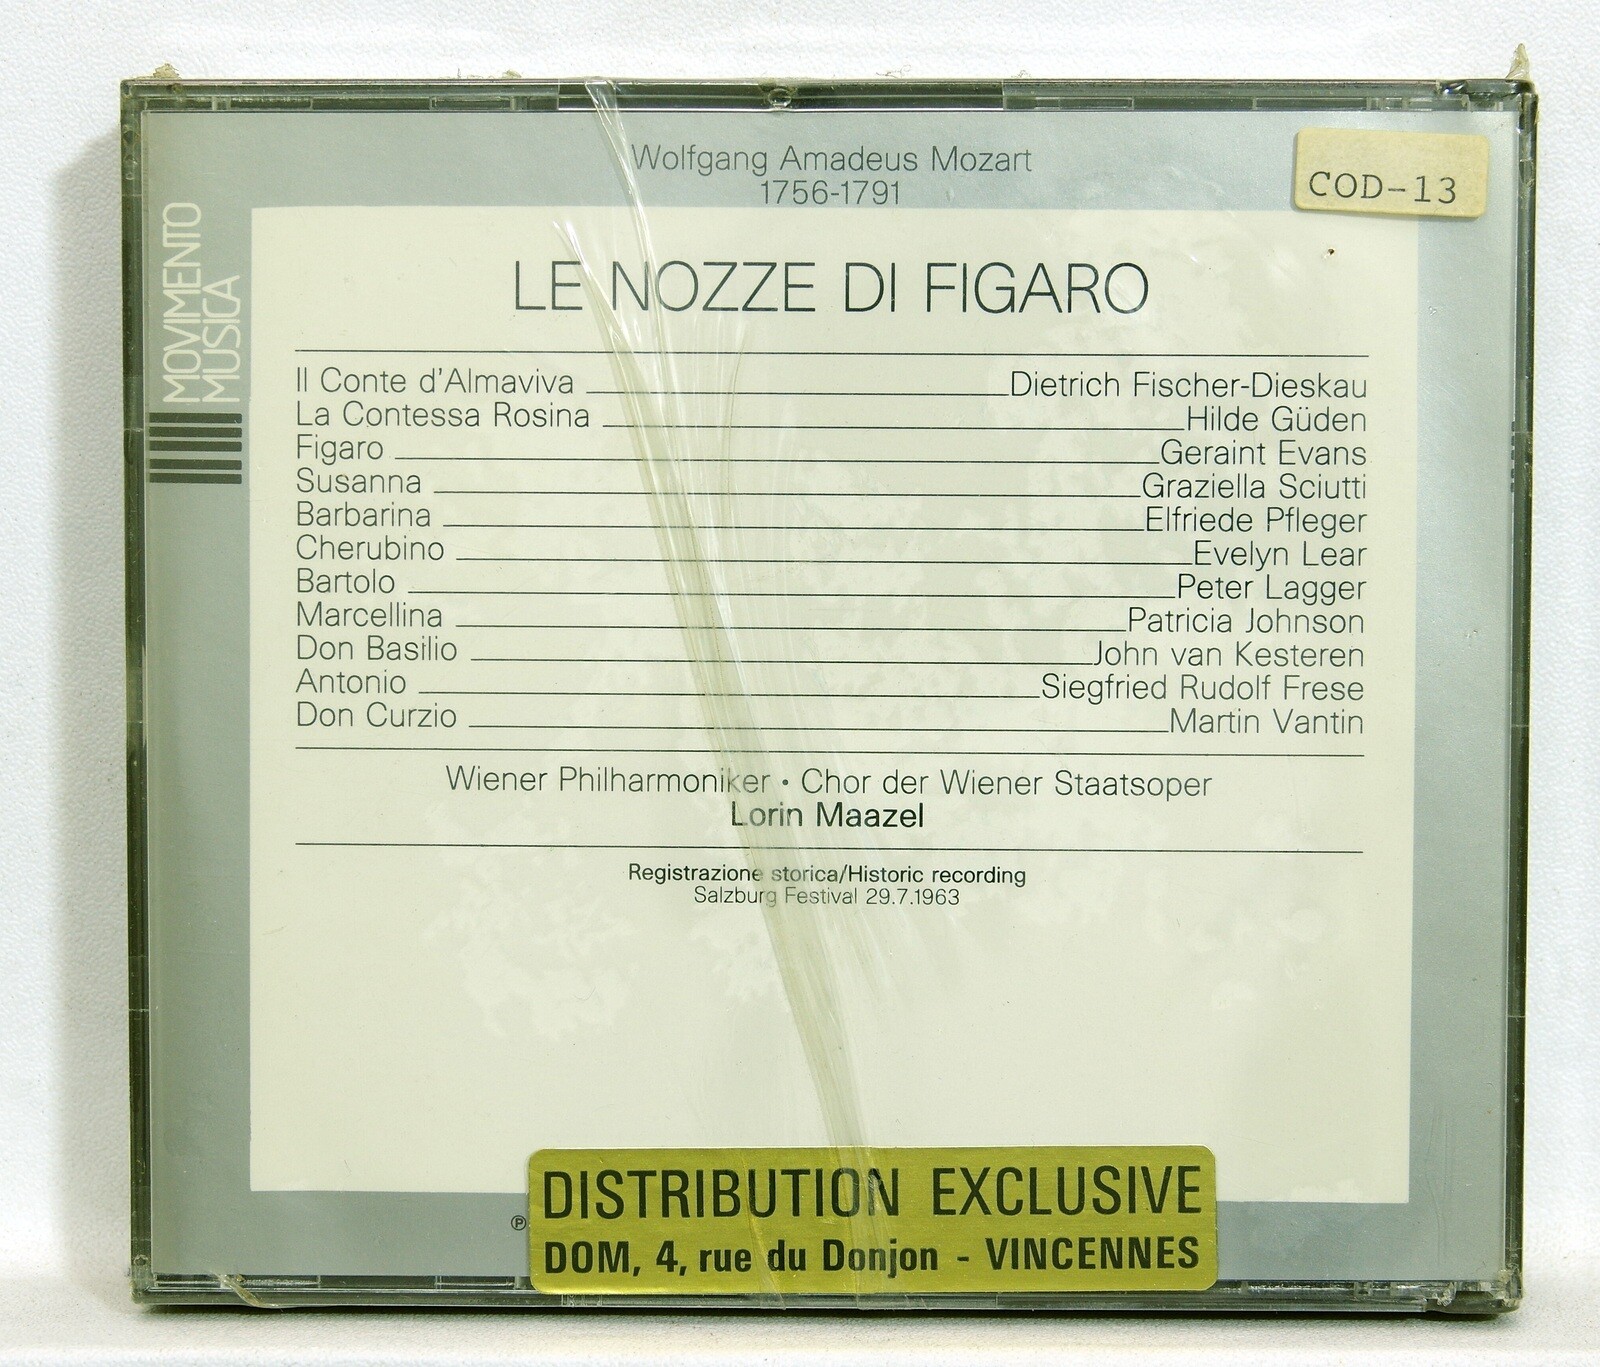 Wolfgang Amadeus Mozart
1756-1791
COD-13
MOVIMENTO
MUSICA
LE NOZZE DI FIGARO
Il Conte d'Almaviva Dietrich Fischer-Dieskau
La Contessa Rosina Hilde Güden
Figaro Geraint Evans
Susanna Graziella Sciutti
Barbarina Elfriede Pfleger
Cherubino Evelyn Lear
Bartolo Peter Lagger
Marcellina Patricia Johnson
Don Basilio John van Kesteren
Antonio Siegfried Rudolf Frese
Don Curzio Martin Vantin
Wiener Philharmoniker • Chor der Wiener Staatsoper
Lorin Maazel
Registrazione storica/Historic recording
Salzburg Festival 29.7.1963
℗
DISTRIBUTION EXCLUSIVE
DOM, 4, rue du Donjon - VINCENNES